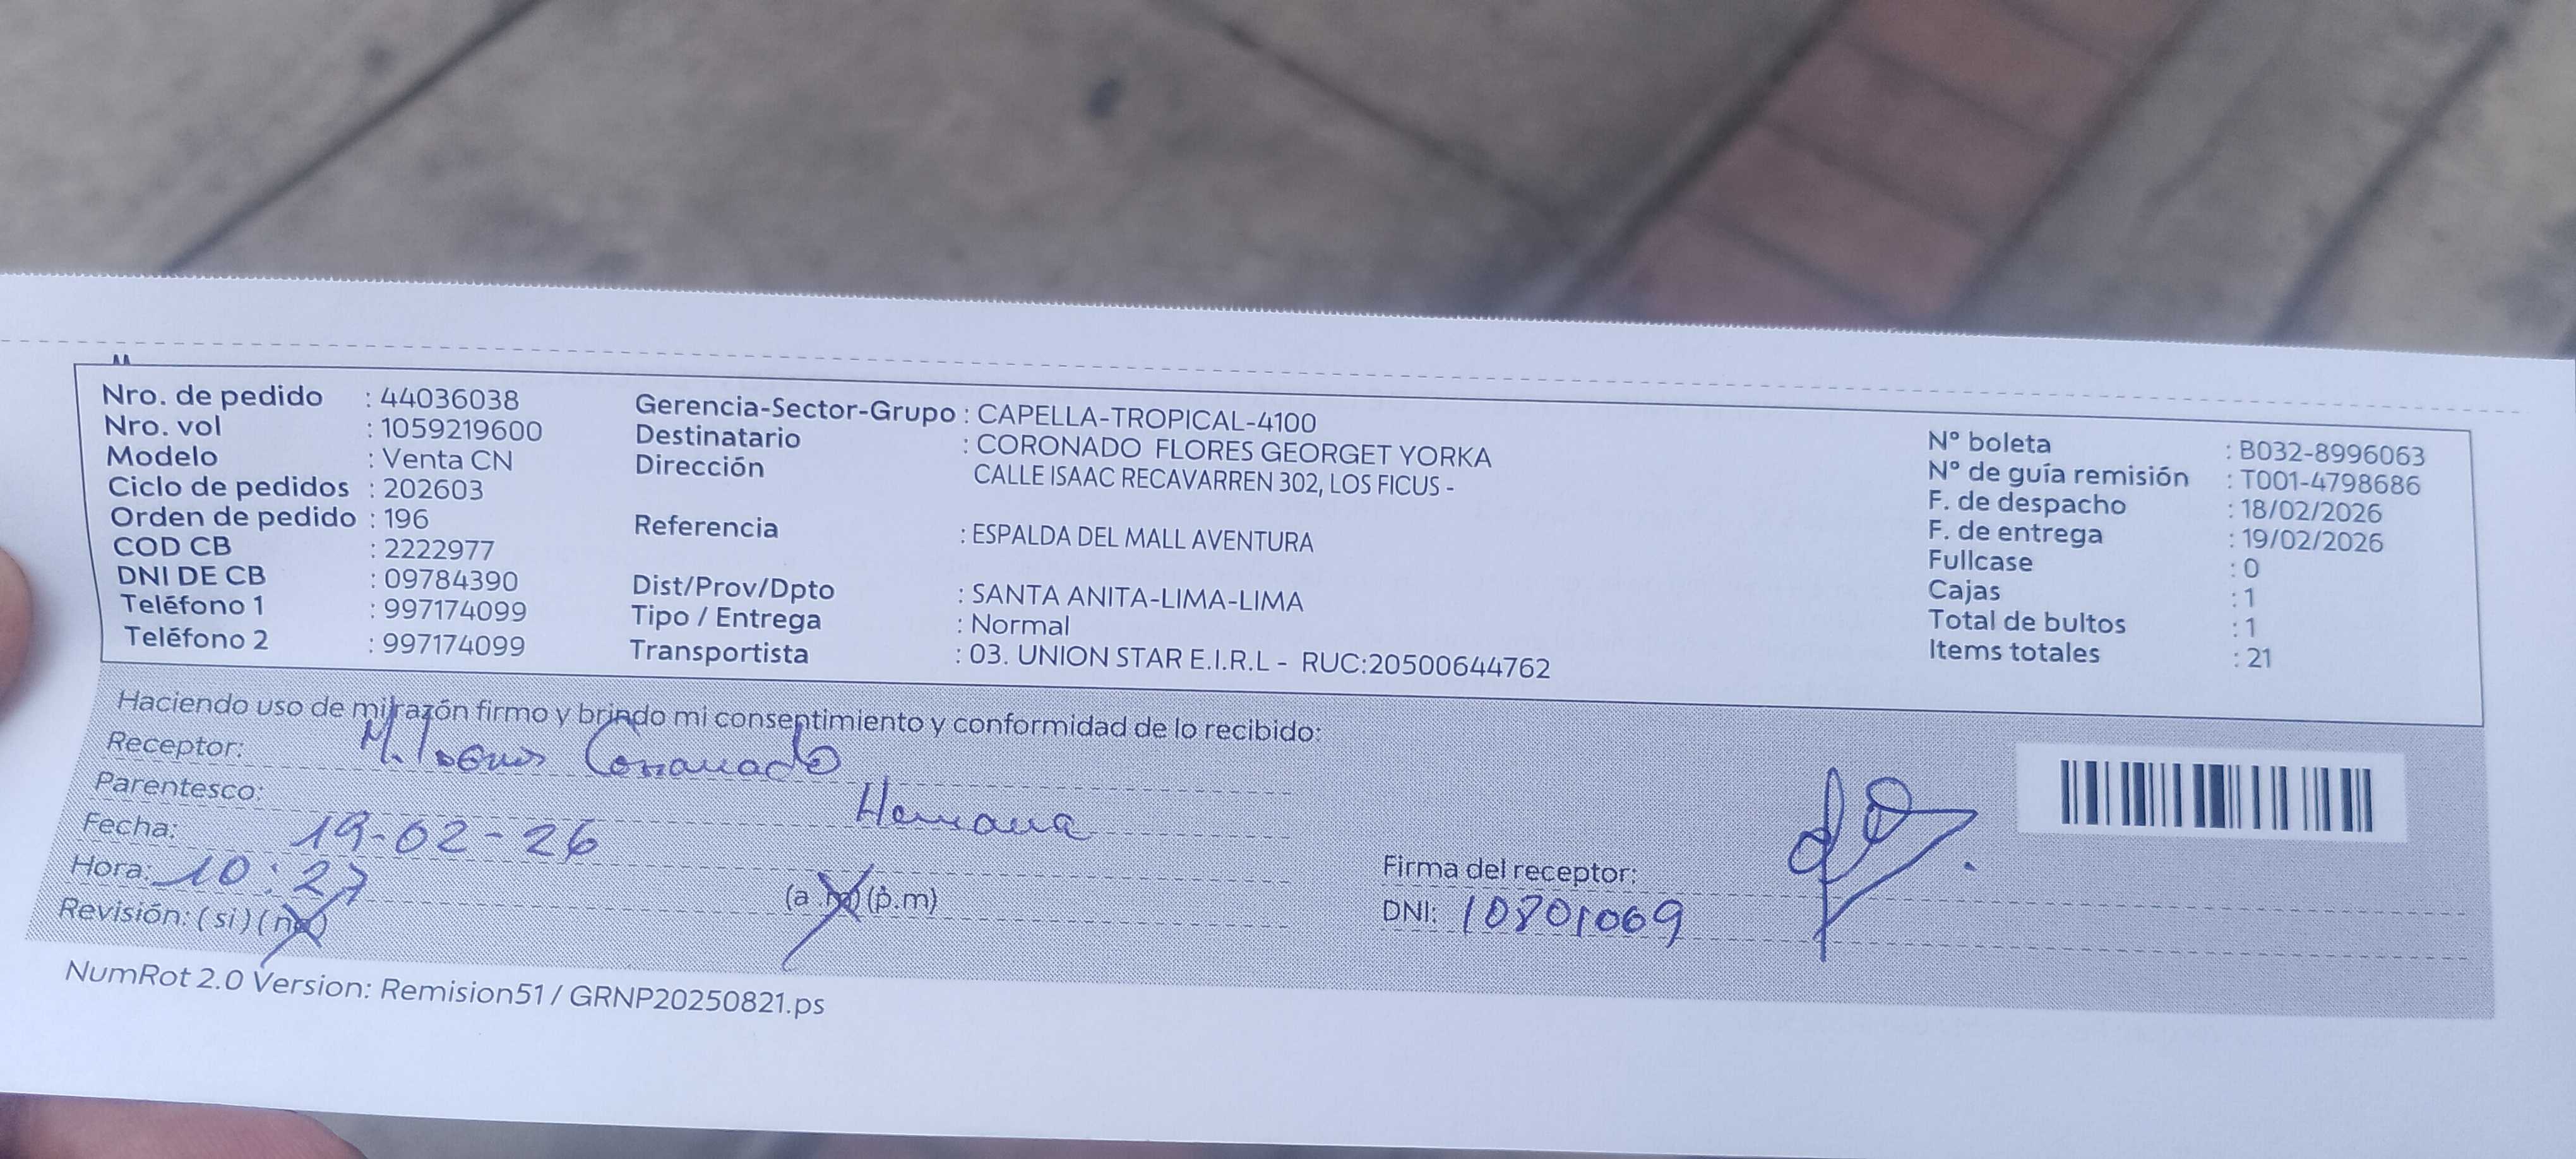 Nro. de pedido : 44036038
Nro. vol : 1059219600
Modelo : Venta CN
Ciclo de pedidos : 202603
Orden de pedido : 196
COD CB : 2222977
DNI DE CB : 09784390
Teléfono 1 : 997174099
Teléfono 2 : 997174099
Gerencia-Sector-Grupo : CAPELLA-TROPICAL-4100
Destinatario : CORONADO FLORES GEORGET YORKA
Dirección CALLE ISAAC RECAVARREN 302, LOS FICUS -
Referencia : ESPALDA DEL MALL AVENTURA
Dist/Prov/Dpto : SANTA ANITA-LIMA-LIMA
Tipo / Entrega : Normal
Transportista : 03. UNION STAR E.I.R.L - RUC:20500644762
N° boleta : B032-8996063
N° de guía remisión : T001-4798686
F. de despacho : 18/02/2026
F. de entrega : 19/02/2026
Fullcase : 0
Cajas : 1
Total de bultos : 1
Items totales : 21
Haciendo uso de mi razón firmo y brindo mi consentimiento y conformidad de lo recibido:
Receptor: Coronado
Parentesco: Hermana
Fecha: 19-02-26
Hora: 10:27 (a.m) (p.m)
Revisión: (si) (no)
Firma del receptor:
DNI: 10801069
NumRot 2.0 Version: Remision51 / GRNP20250821.ps